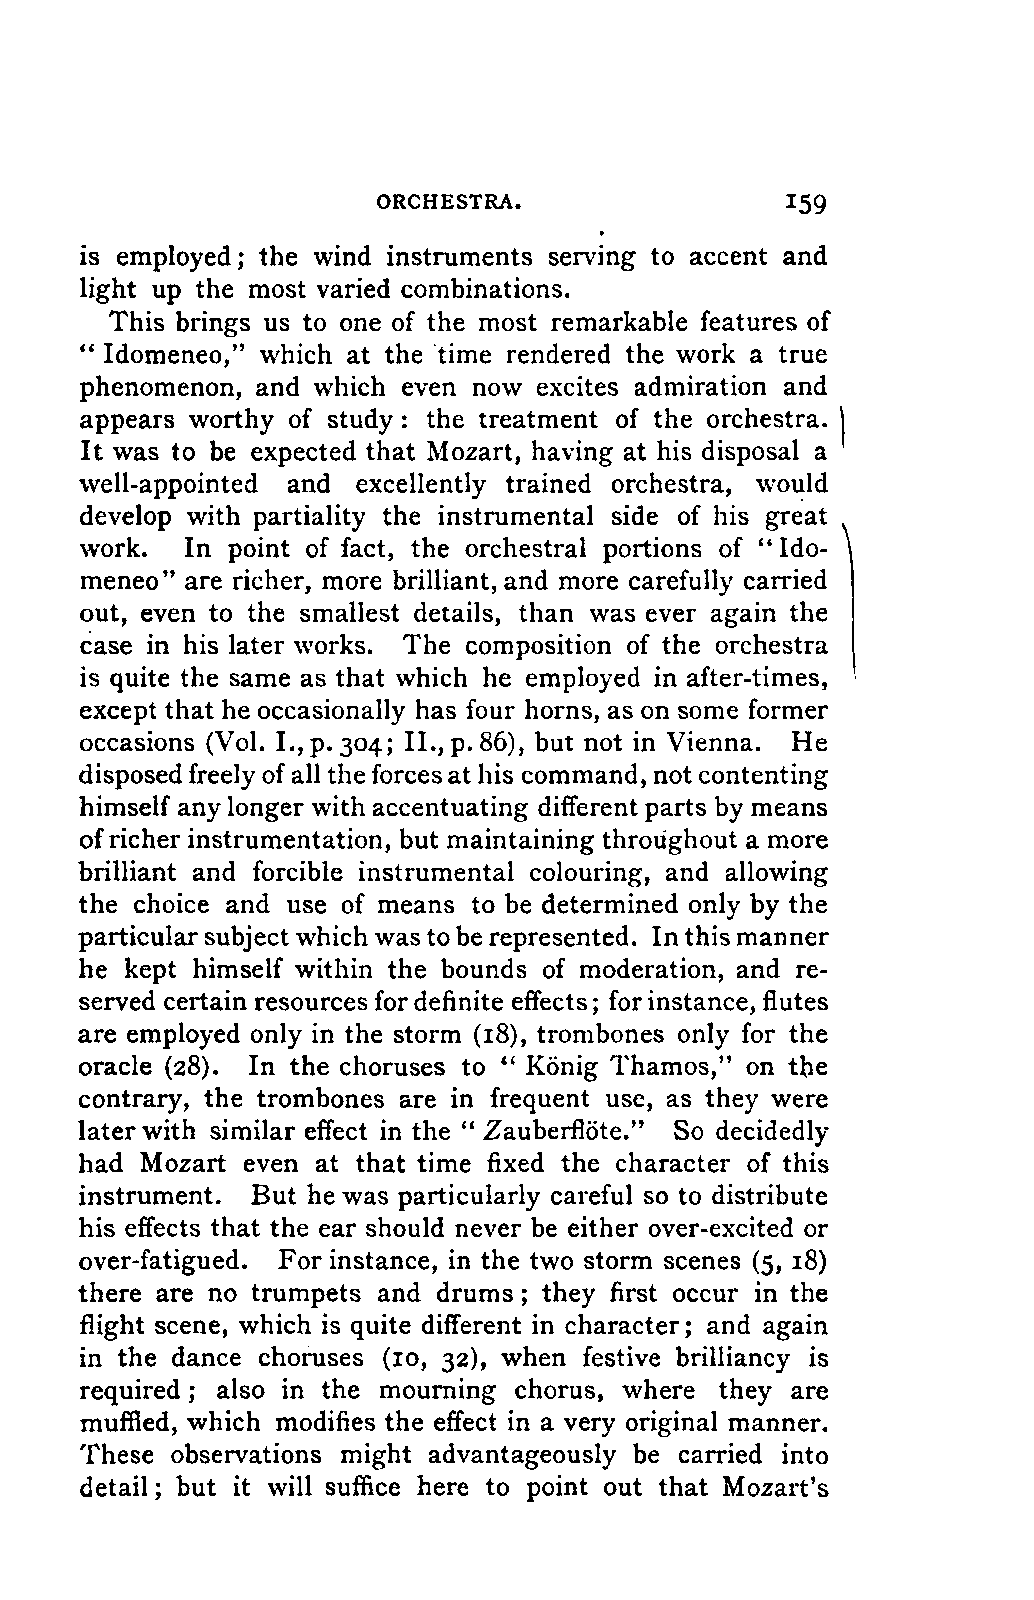 ORCHESTRA. 159
is employed; the wind instruments serving to accent and
light up the most varied combinations.
This brings us to one of the most remarkable features of
“ Idomeneo,” which at the time rendered the work a true
phenomenon, and which even now excites admiration and
appears worthy of study : the treatment of the orchestra.
It was to be expected that Mozart, having at his disposal a
well-appointed and excellently trained orchestra, would
develop with partiality the instrumental side of his great
work. In point of fact, the orchestral portions of “ Ido-
meneo” are richer, more brilliant, and more carefully carried
out, even to the smallest details, than was ever again the
case in his later works. The composition of the orchestra
is quite the same as that which he employed in after-times,
except that he occasionally has four horns, as on some former
occasions (Vol. I., p. 304; II., p. 86), but not in Vienna. He
disposed freely of all the forces at his command, not contenting
himself any longer with accentuating different parts by means
of richer instrumentation, but maintaining throughout a more
brilliant and forcible instrumental colouring, and allowing
the choice and use of means to be determined only by the
particular subject which was to be represented. In this manner
he kept himself within the bounds of moderation, and re-
served certain resources for definite effects; for instance, flutes
are employed only in the storm (18), trombones only for the
oracle (28). In the choruses to “ König Thamos,” on the
contrary, the trombones are in frequent use, as they were
later with similar effect in the “ Zauberflöte.” So decidedly
had Mozart even at that time fixed the character of this
instrument. But he was particularly careful so to distribute
his effects that the ear should never be either over-excited or
over-fatigued. For instance, in the two storm scenes (5, 18)
there are no trumpets and drums ; they first occur in the
flight scene, which is quite different in character; and again
in the dance choruses (10, 32), when festive brilliancy is
required ; also in the mourning chorus, where they are
muffled, which modifies the effect in a very original manner.
These observations might advantageously be carried into
detail ; but it will suffice here to point out that Mozart's